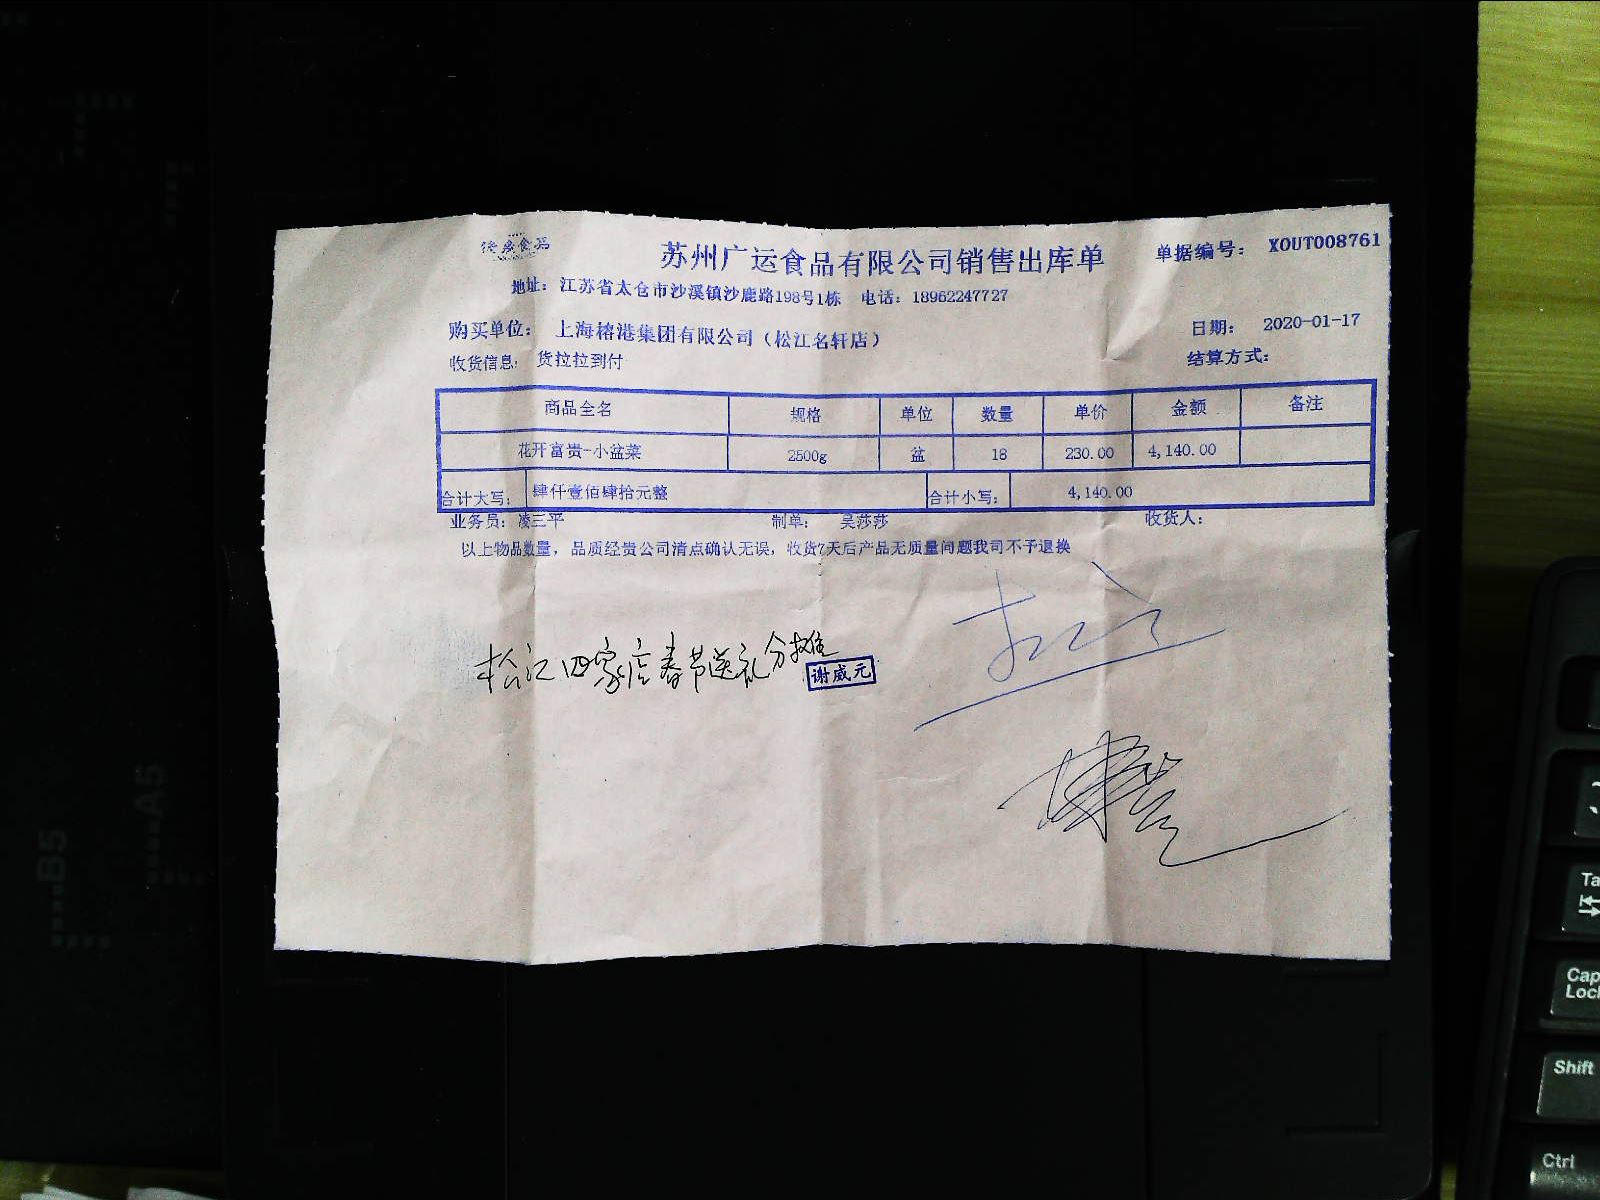 苏州广运食品有限公司销售出库单
单据编号： XOUT008761
地址：江苏省太仓市沙溪镇沙鹿路198号1栋 电话：18962247727
购买单位： 上海榕港集团有限公司（松江名轩店）
日期： 2020-01-17
收货信息： 货拉拉到付
结算方式：
商品全名 规格 单位 数量 单价 金额 备注
花开富贵-小盆菜 2500g 盆 18 230.00 4,140.00
合计大写： 肆仟壹佰肆拾元整 合计小写： 4,140.00
业务员：凌三平 制单： 吴莎莎 收货人：
以上物品数量，品质经贵公司清点确认无误，收货7天后产品无质量问题我司不予退换
松江四家店春节送礼分摊
谢威元
B5
A5
Caps
Lock
Shift
Ctrl